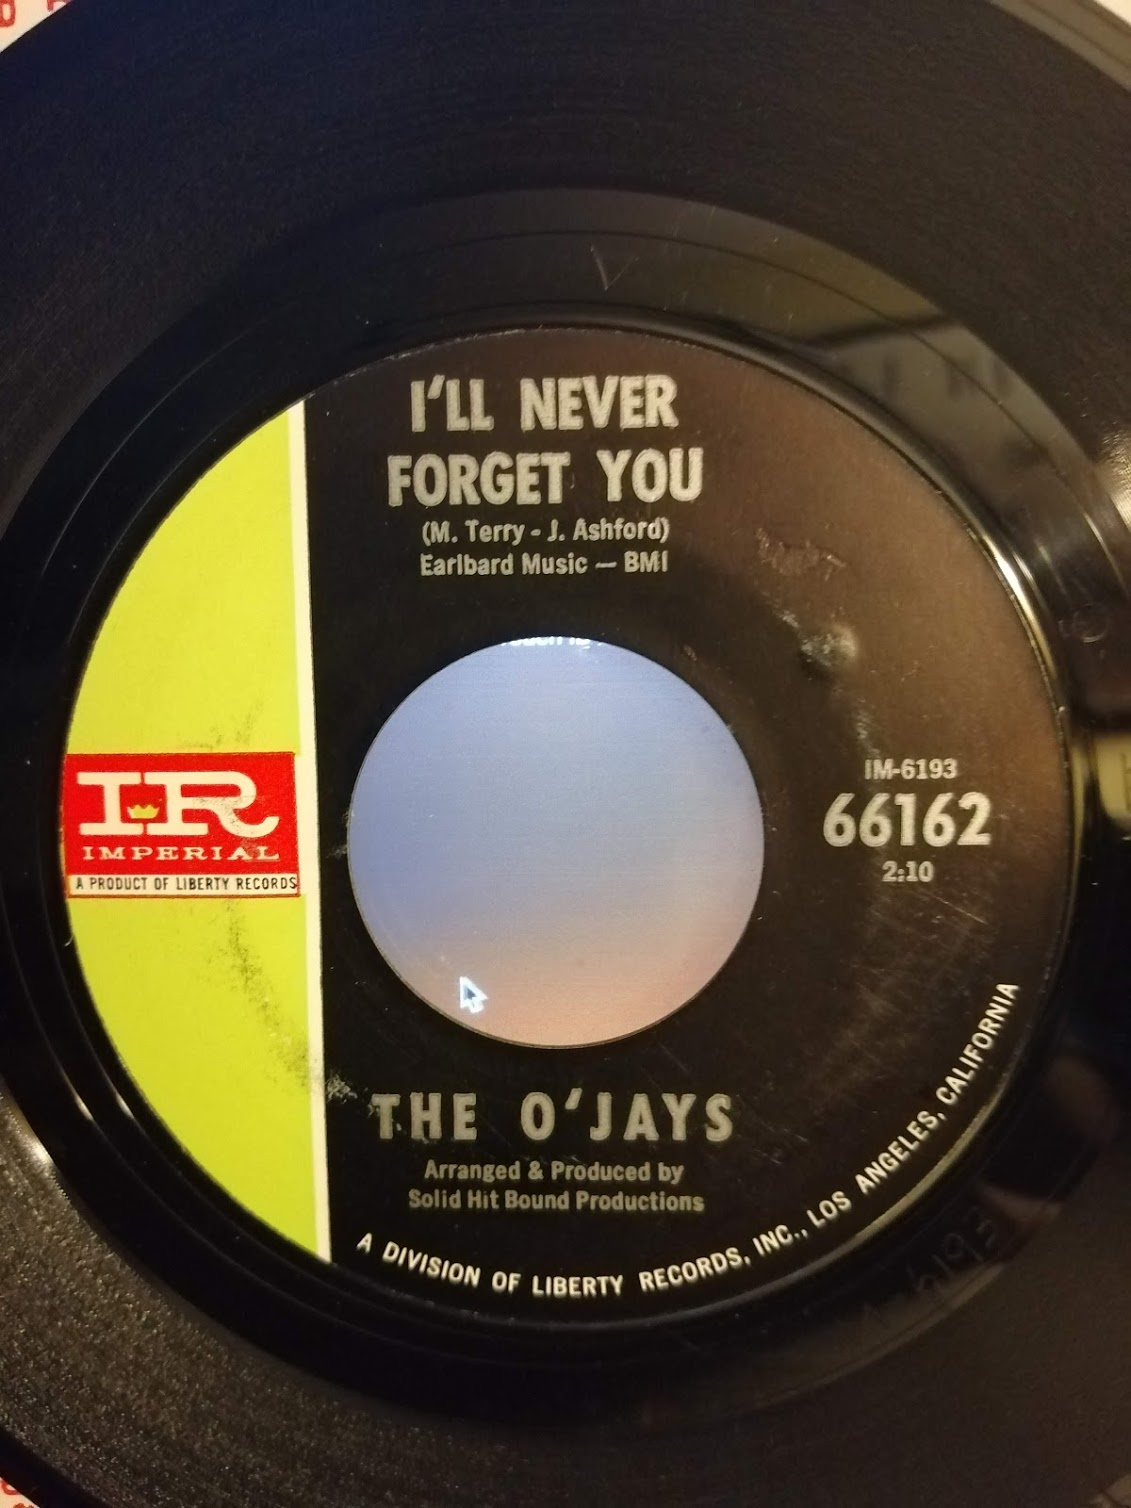 I'LL NEVER
FORGET YOU
(M. Terry - J. Ashford)
Earlbard Music — BMI
IM-6193
66162
2:10
IR
IMPERIAL
A PRODUCT OF LIBERTY RECORDS
THE O'JAYS
Arranged & Produced by
Solid Hit Bound Productions
A DIVISION OF LIBERTY RECORDS, INC., LOS ANGELES, CALIFORNIA